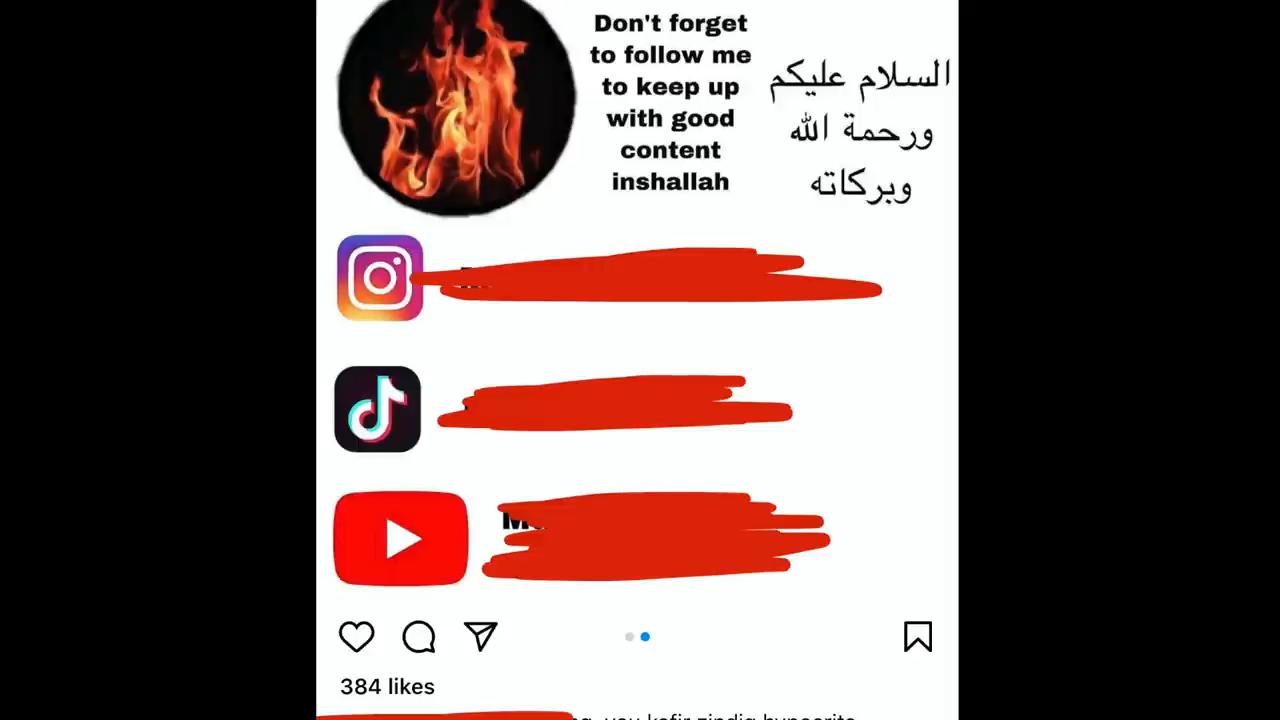 Don't forget
to follow me
to keep up
with good
content
inshallah
السلام عليكم
ورحمة الله
وبركاته
384 likes
you kafir zindiq hypocrite